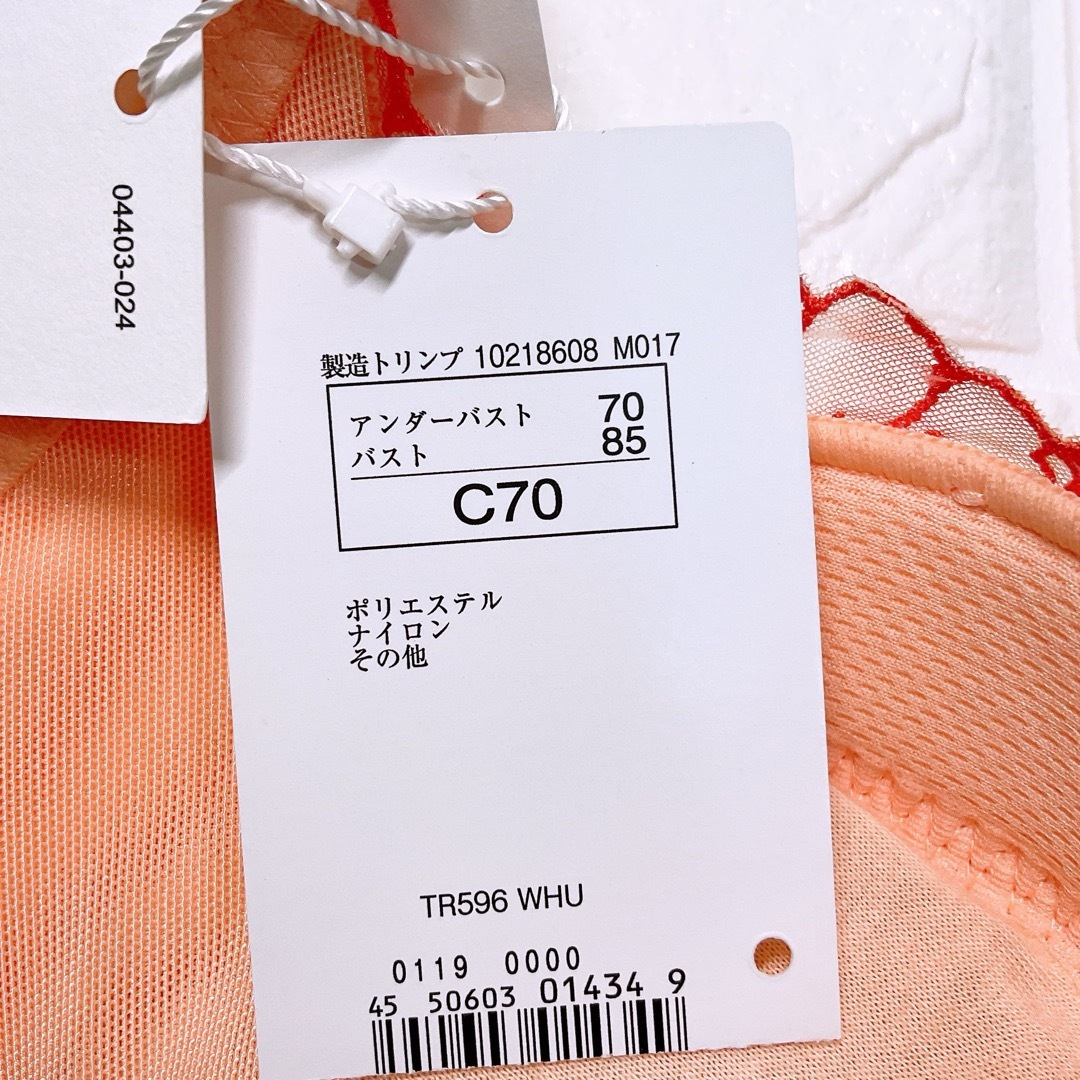 04403-024
製造トリンプ 10218608 M017
アンダーバスト 70
バスト 85
C70
ポリエステル
ナイロン
その他
TR596 WHU
0119 0000
45 50603 01434 9